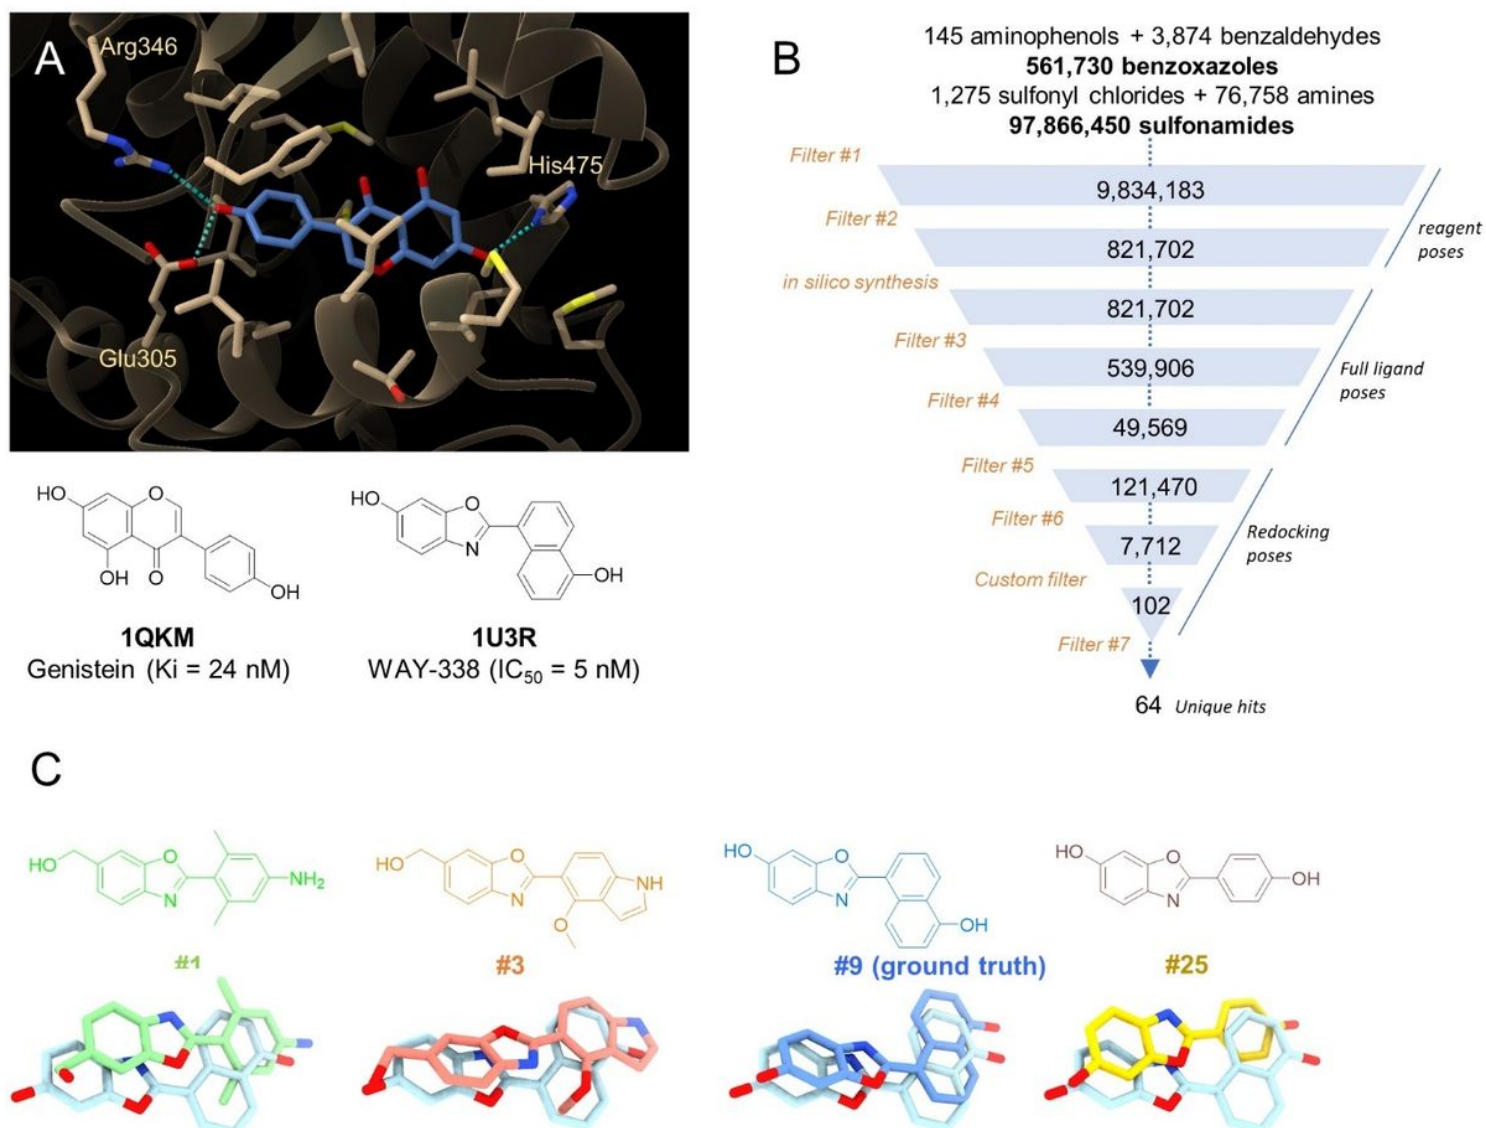 A
Arg346
His475
Glu305
HO
O
OH
O
OH
1QKM
Genistein (Ki = 24 nM)
HO
O
N
OH
1U3R
WAY-338 (IC50 = 5 nM)
B
145 aminophenols + 3,874 benzaldehydes
561,730 benzoxazoles
1,275 sulfonyl chlorides + 76,758 amines
97,866,450 sulfonamides
Filter #1
9,834,183
Filter #2
821,702
reagent
poses
in silico synthesis
821,702
Filter #3
539,906
Full ligand
poses
Filter #4
49,569
Filter #5
121,470
Filter #6
7,712
Redocking
poses
Custom filter
102
Filter #7
64 Unique hits
C
HO
O
N
NH2
#1
HO
O
N
NH
O
#3
HO
O
N
OH
#9 (ground truth)
HO
O
N
OH
#25